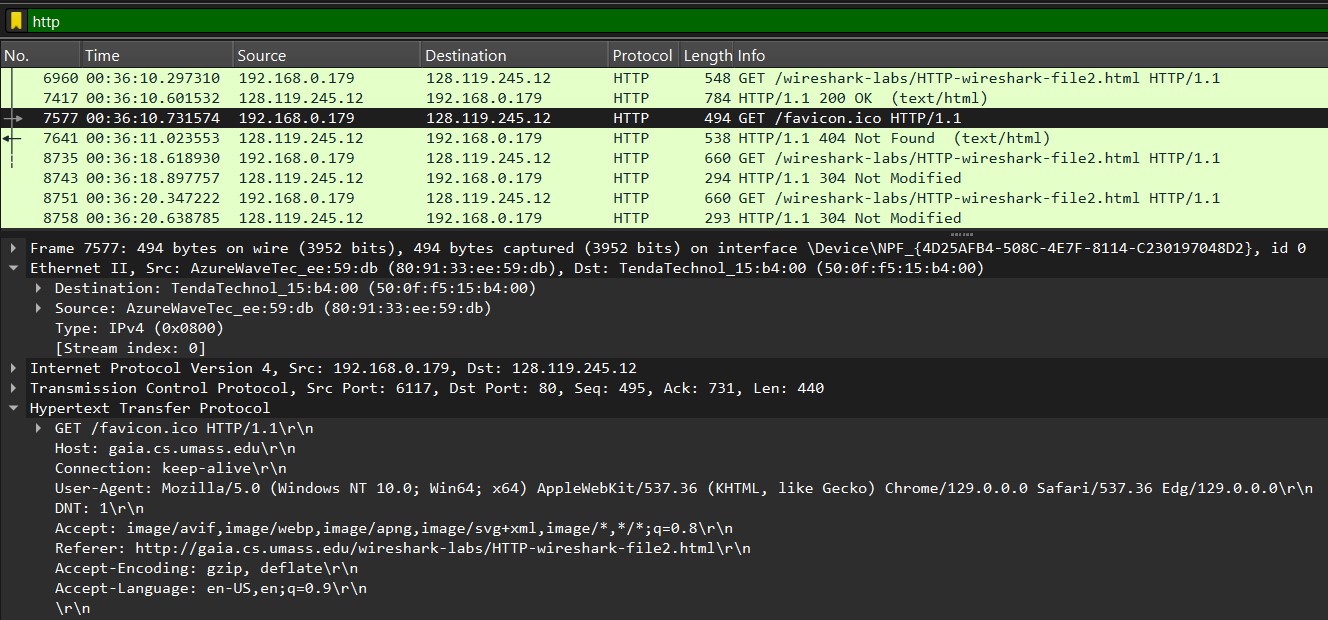 http
No. Time Source Destination Protocol Length Info
6960 00:36:10.297310 192.168.0.179 128.119.245.12 HTTP 548 GET /wireshark-labs/HTTP-wireshark-file2.html HTTP/1.1
7417 00:36:10.601532 128.119.245.12 192.168.0.179 HTTP 784 HTTP/1.1 200 OK  (text/html)
7577 00:36:10.731574 192.168.0.179 128.119.245.12 HTTP 494 GET /favicon.ico HTTP/1.1
7641 00:36:11.023553 128.119.245.12 192.168.0.179 HTTP 538 HTTP/1.1 404 Not Found  (text/html)
8735 00:36:18.618930 192.168.0.179 128.119.245.12 HTTP 660 GET /wireshark-labs/HTTP-wireshark-file2.html HTTP/1.1
8743 00:36:18.897757 128.119.245.12 192.168.0.179 HTTP 294 HTTP/1.1 304 Not Modified
8751 00:36:20.347222 192.168.0.179 128.119.245.12 HTTP 660 GET /wireshark-labs/HTTP-wireshark-file2.html HTTP/1.1
8758 00:36:20.638785 128.119.245.12 192.168.0.179 HTTP 293 HTTP/1.1 304 Not Modified
Frame 7577: 494 bytes on wire (3952 bits), 494 bytes captured (3952 bits) on interface \Device\NPF_{4D25AFB4-508C-4E7F-8114-C230197048D2}, id 0
Ethernet II, Src: AzureWaveTec_ee:59:db (80:91:33:ee:59:db), Dst: TendaTechnol_15:b4:00 (50:0f:f5:15:b4:00)
Destination: TendaTechnol_15:b4:00 (50:0f:f5:15:b4:00)
Source: AzureWaveTec_ee:59:db (80:91:33:ee:59:db)
Type: IPv4 (0x0800)
[Stream index: 0]
Internet Protocol Version 4, Src: 192.168.0.179, Dst: 128.119.245.12
Transmission Control Protocol, Src Port: 6117, Dst Port: 80, Seq: 495, Ack: 731, Len: 440
Hypertext Transfer Protocol
GET /favicon.ico HTTP/1.1\r\n
Host: gaia.cs.umass.edu\r\n
Connection: keep-alive\r\n
User-Agent: Mozilla/5.0 (Windows NT 10.0; Win64; x64) AppleWebKit/537.36 (KHTML, like Gecko) Chrome/129.0.0.0 Safari/537.36 Edg/129.0.0.0\r\n
DNT: 1\r\n
Accept: image/avif,image/webp,image/apng,image/svg+xml,image/*,*/*;q=0.8\r\n
Referer: http://gaia.cs.umass.edu/wireshark-labs/HTTP-wireshark-file2.html\r\n
Accept-Encoding: gzip, deflate\r\n
Accept-Language: en-US,en;q=0.9\r\n
\r\n